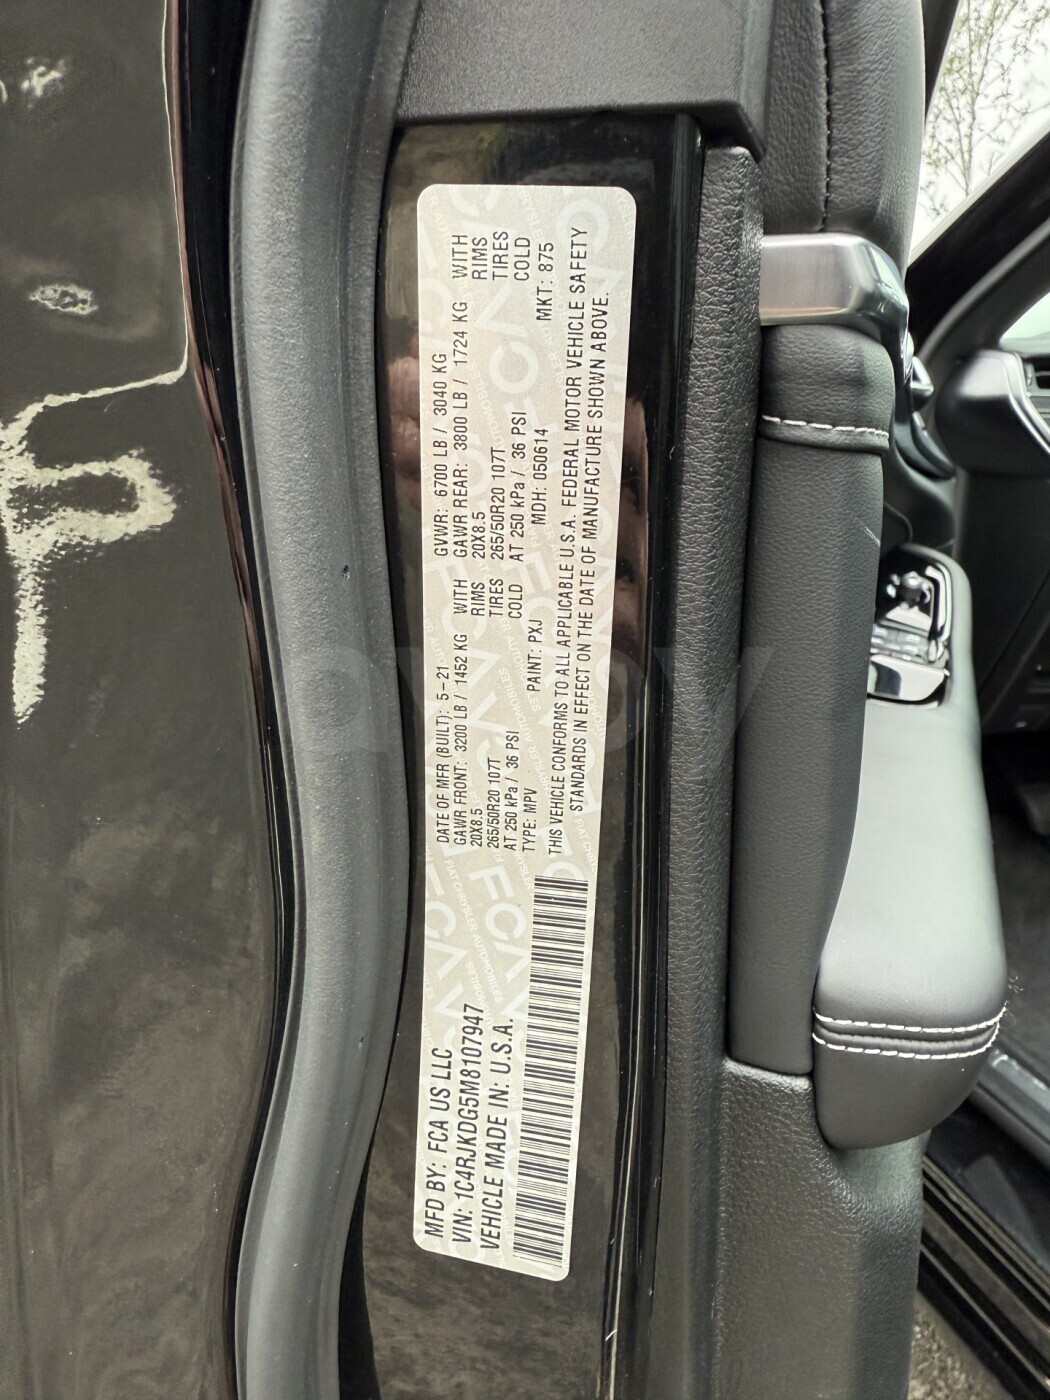 MFD BY: FCA US LLC
VIN: 1C4RJKDG5M8107947
VEHICLE MADE IN: U.S.A.
DATE OF MFR (BUILT): 5-21 GVWR: 6700 LB / 3040 KG
GAWR FRONT: 3200 LB / 1452 KG WITH GAWR REAR: 3800 LB / 1724 KG WITH
20X8.5 RIMS 20X8.5 RIMS
265/50R20 107T TIRES 265/50R20 107T TIRES
AT 250 kPa / 36 PSI COLD AT 250 kPa / 36 PSI COLD
TYPE: MPV PAINT: PXJ MDH: 050614 MKT: 875
THIS VEHICLE CONFORMS TO ALL APPLICABLE U.S.A. FEDERAL MOTOR VEHICLE SAFETY
STANDARDS IN EFFECT ON THE DATE OF MANUFACTURE SHOWN ABOVE.